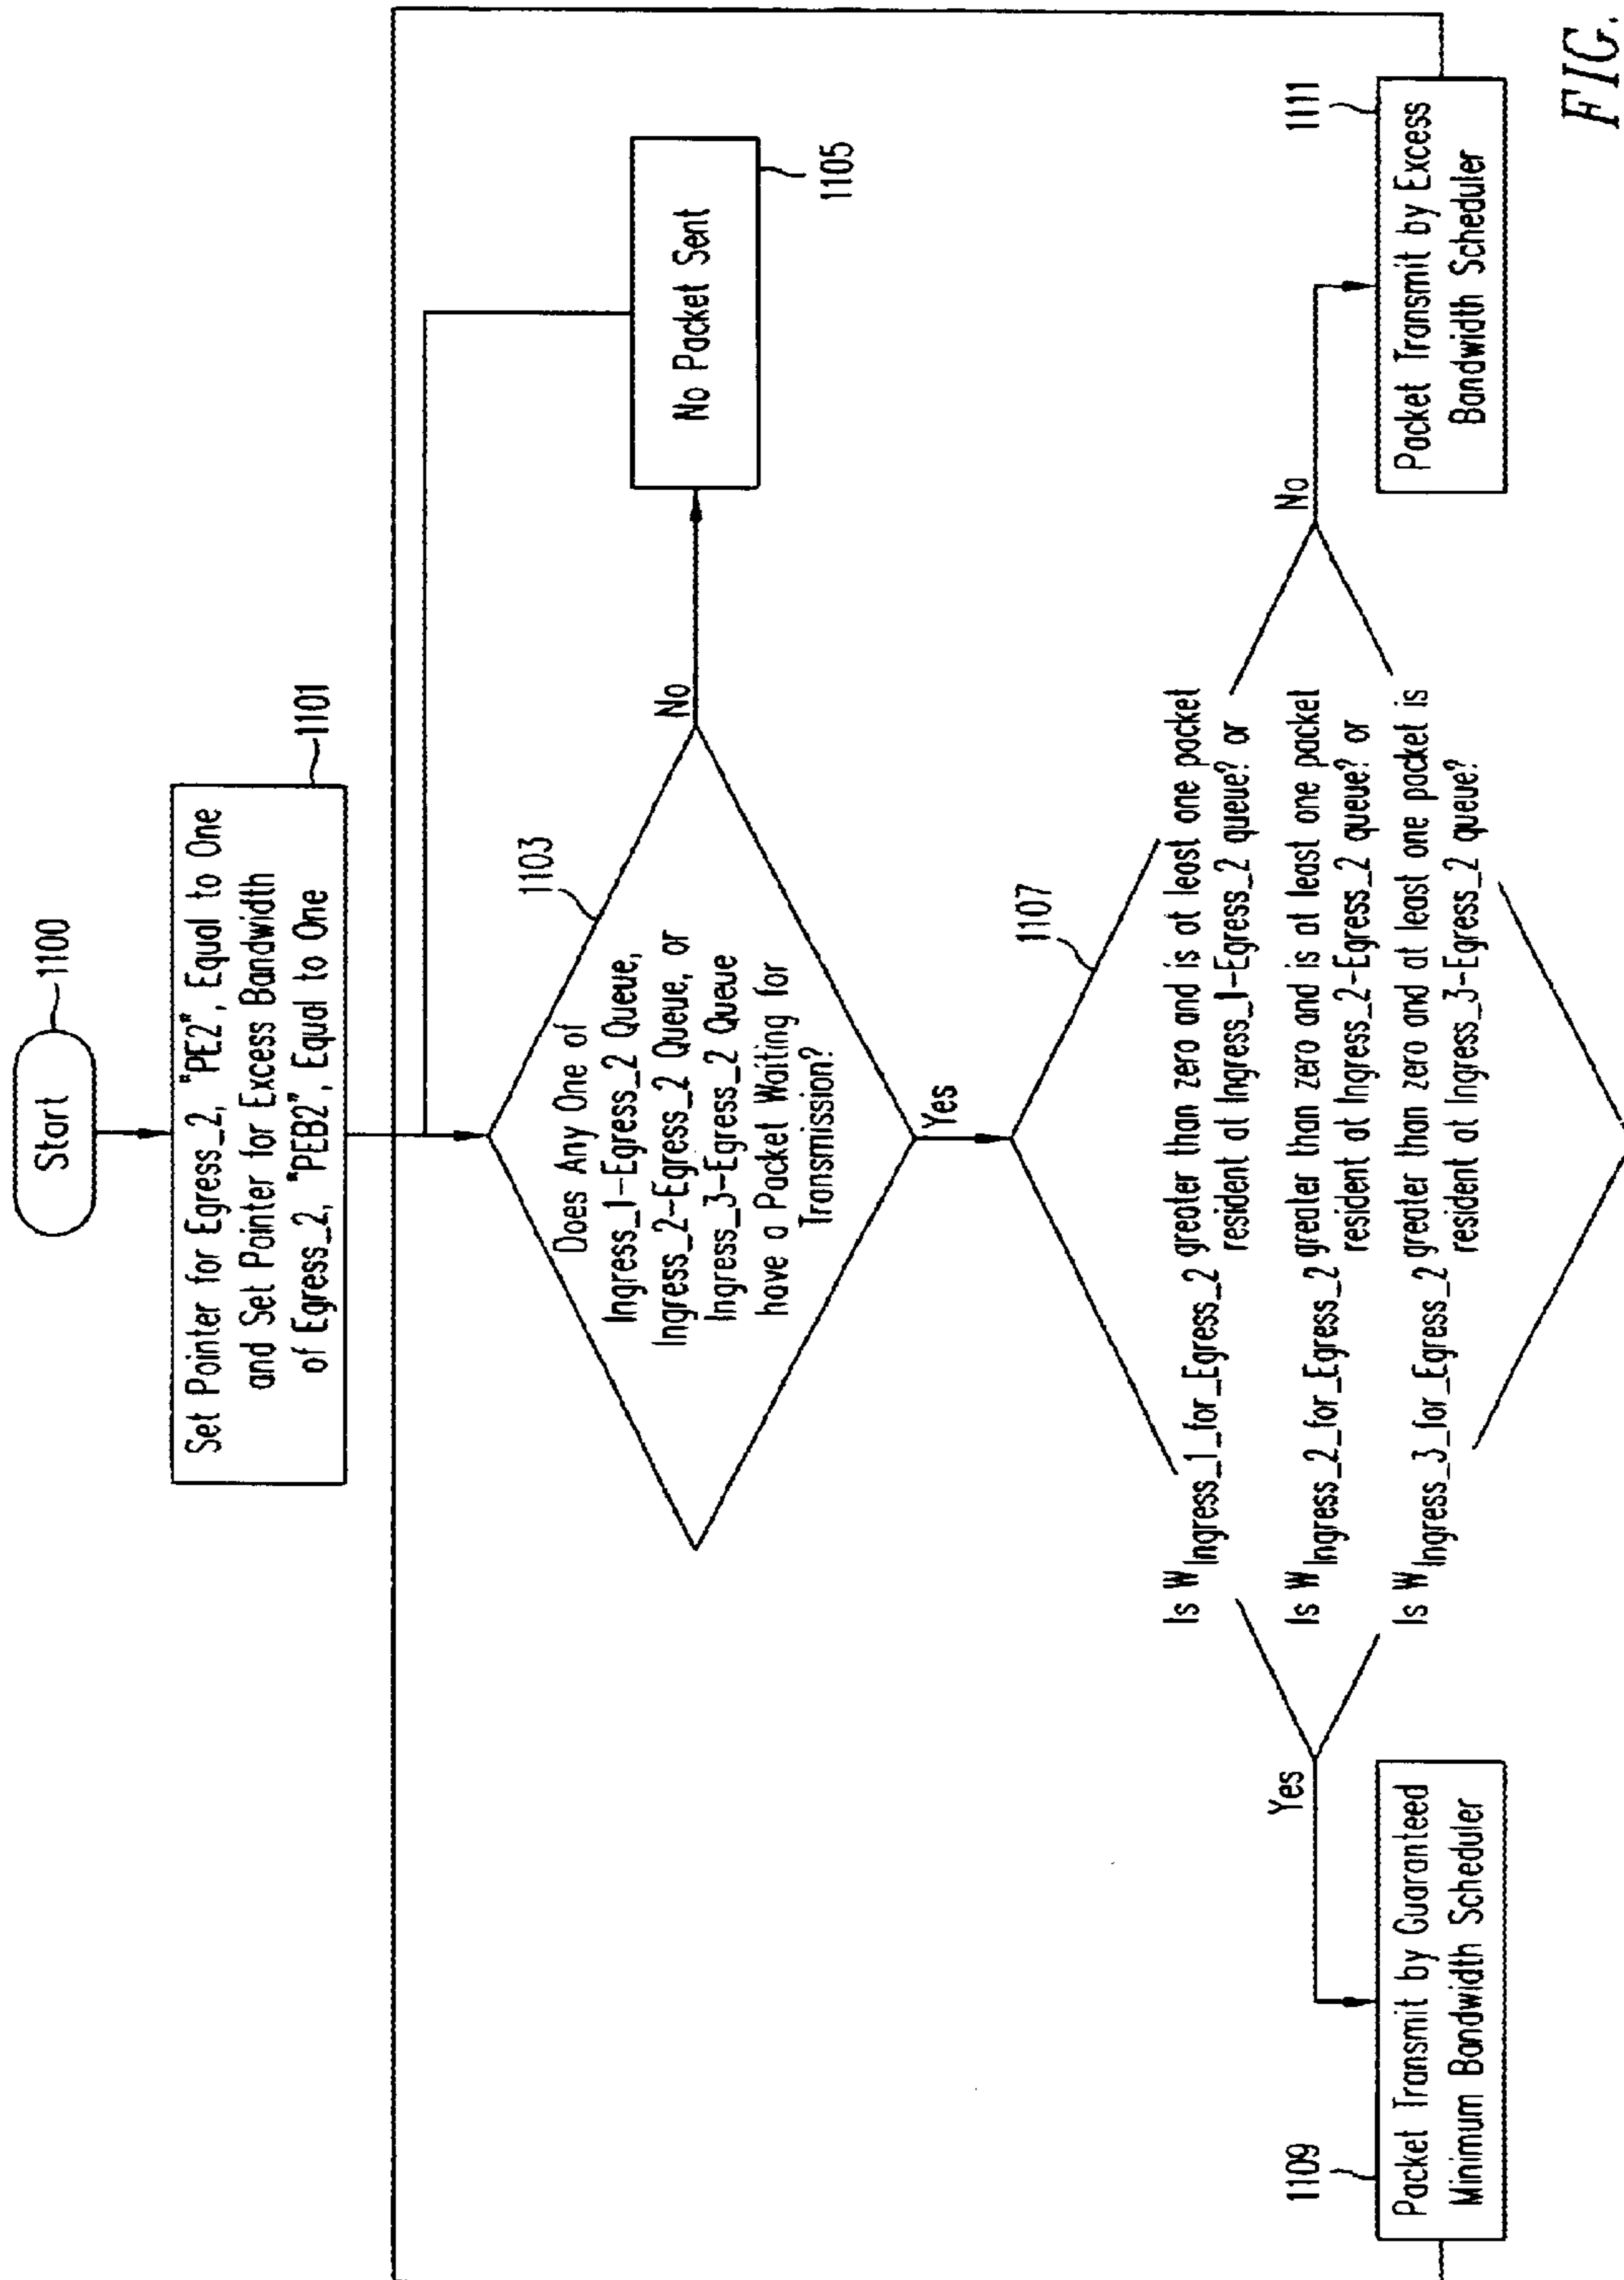 Start
1100
Set Pointer for Egress_2, "PE2", Equal to One
and Set Pointer for Excess Bandwidth
of Egress_2, "PEB2", Equal to One
1101
1103
Does Any One of
Ingress_1-Egress_2 Queue,
Ingress_2-Egress_2 Queue, or
Ingress_3-Egress_2 Queue
have a Packet Waiting for
Transmission?
No
No Packet Sent
1105
Yes
1107
Is W Ingress_1_for_Egress_2 greater than zero and is at least one packet
resident at Ingress_1-Egress_2 queue? or
Is W Ingress_2_for_Egress_2 greater than zero and is at least one packet
resident at Ingress_2-Egress_2 queue? or
Is W Ingress_3_for_Egress_2 greater than zero and at least one packet is
resident at Ingress_3-Egress_2 queue?
Yes
No
1109
Packet Transmit by Guaranteed
Minimum Bandwidth Scheduler
1111
Packet Transmit by Excess
Bandwidth Scheduler
FIG.